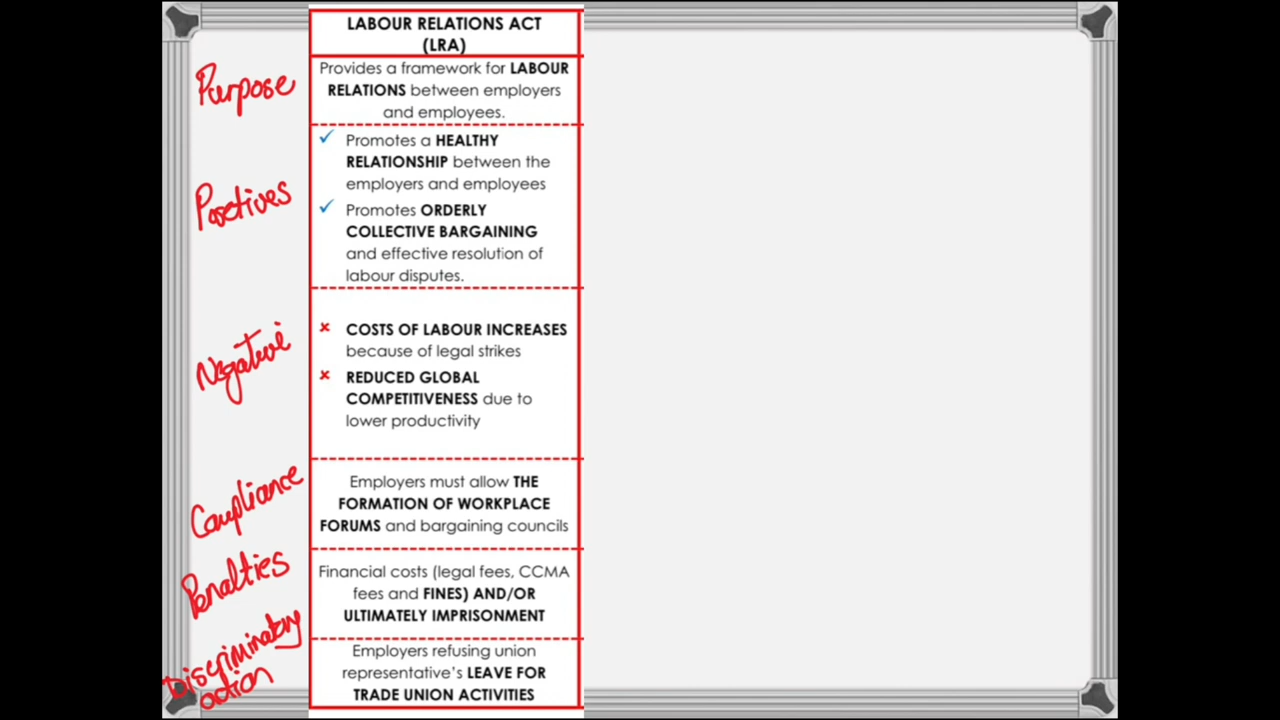 LABOUR RELATIONS ACT
(LRA)
Purpose
Provides a framework for LABOUR
RELATIONS between employers
and employees.
Posetives
✓ Promotes a HEALTHY
RELATIONSHIP between the
employers and employees
✓ Promotes ORDERLY
COLLECTIVE BARGAINING
and effective resolution of
labour disputes.
Negative
× COSTS OF LABOUR INCREASES
because of legal strikes
× REDUCED GLOBAL
COMPETITIVENESS due to
lower productivity
Compliance
Employers must allow THE
FORMATION OF WORKPLACE
FORUMS and bargaining councils
Penalties
Financial costs (legal fees, CCMA
fees and FINES) AND/OR
ULTIMATELY IMPRISONMENT
Discriminatory
action
Employers refusing union
representative's LEAVE FOR
TRADE UNION ACTIVITIES